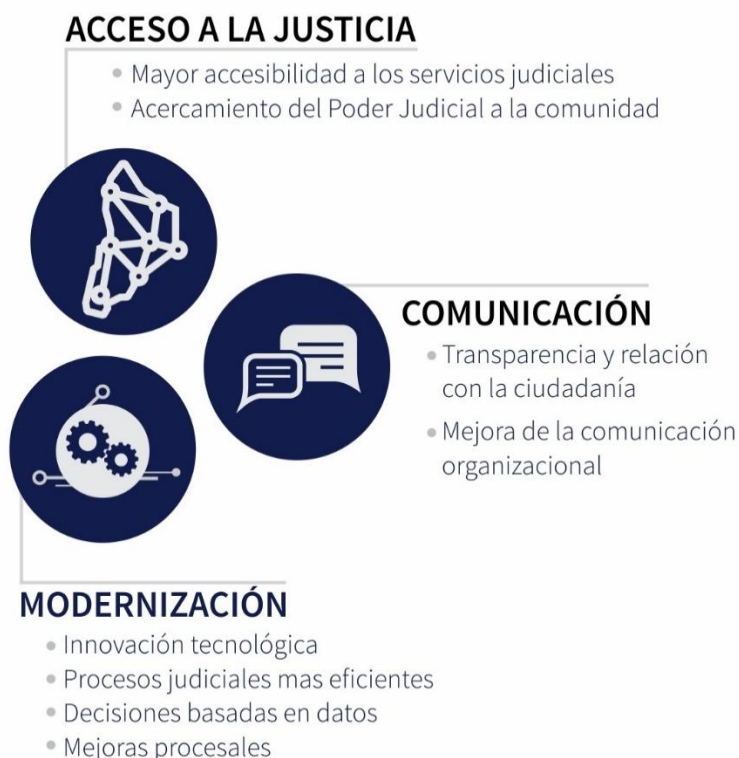 ACCESO A LA JUSTICIA
• Mayor accesibilidad a los servicios judiciales
• Acercamiento del Poder Judicial a la comunidad
COMUNICACIÓN
• Transparencia y relación
con la ciudadanía
• Mejora de la comunicación
organizacional
MODERNIZACIÓN
• Innovación tecnológica
• Procesos judiciales mas eficientes
• Decisiones basadas en datos
• Mejoras procesales